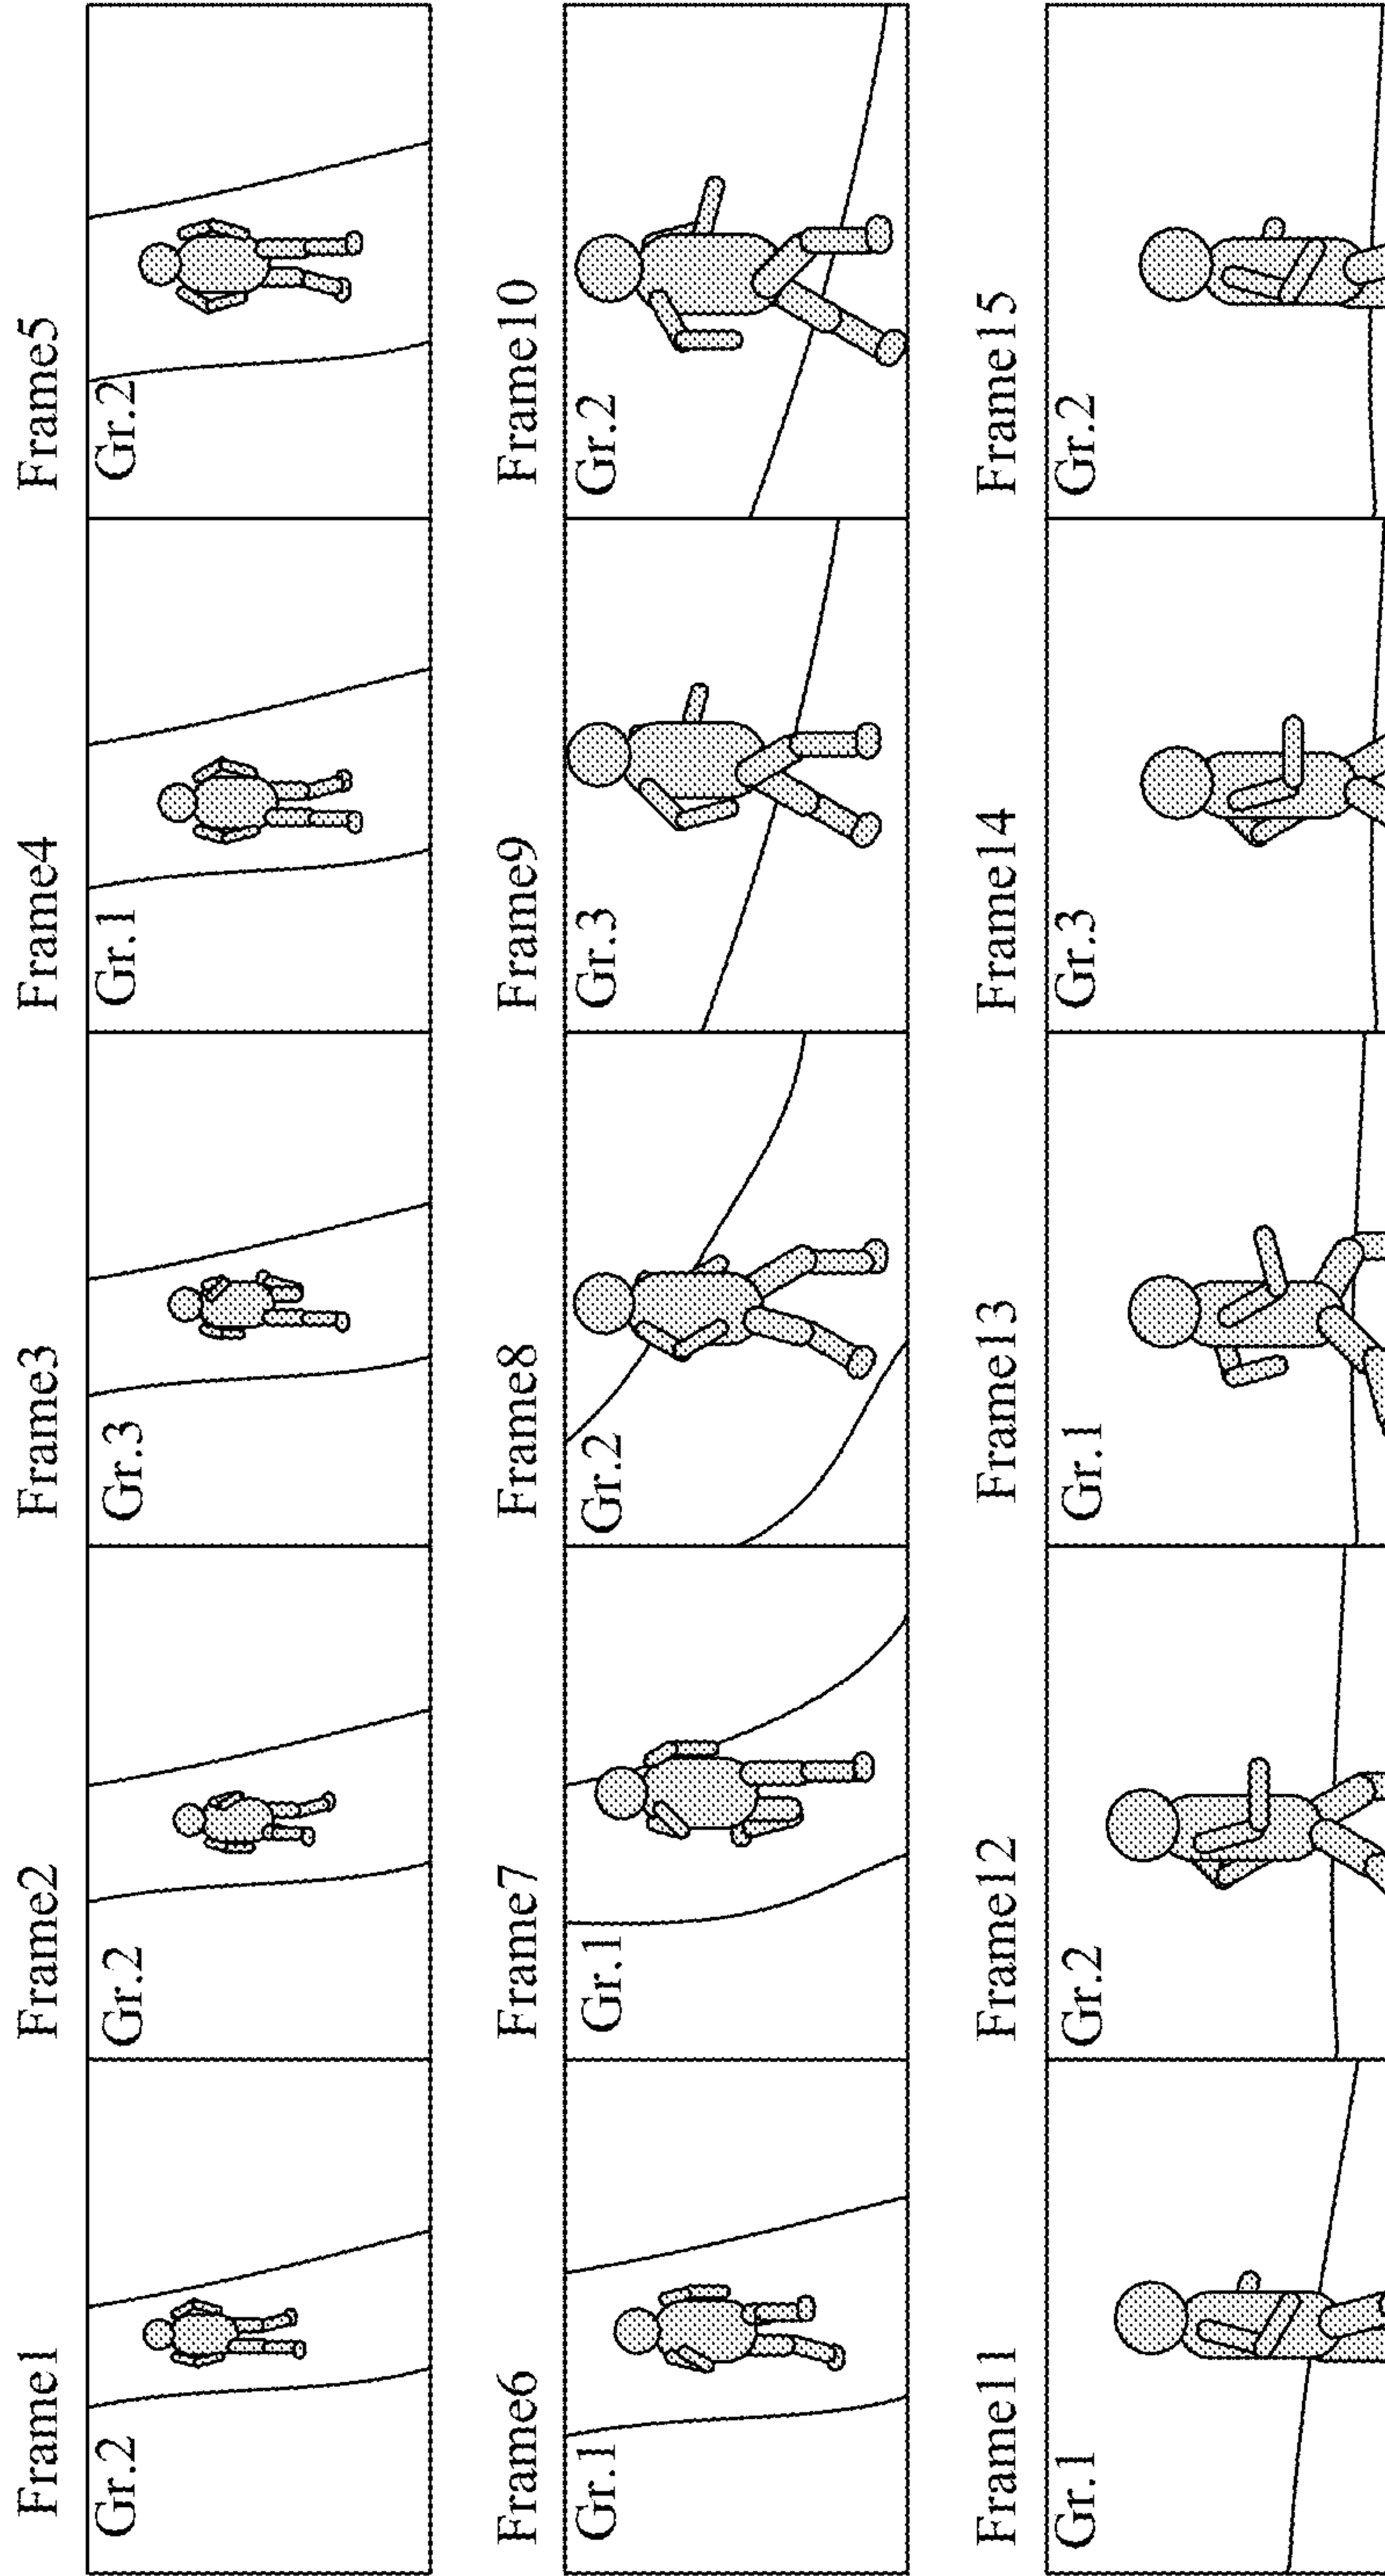 Frame1 Frame2 Frame3 Frame4 Frame5
Gr.2 Gr.2 Gr.3 Gr.1 Gr.2
Frame6 Frame7 Frame8 Frame9 Frame10
Gr.1 Gr.1 Gr.2 Gr.3 Gr.2
Frame11 Frame12 Frame13 Frame14 Frame15
Gr.1 Gr.2 Gr.1 Gr.3 Gr.2